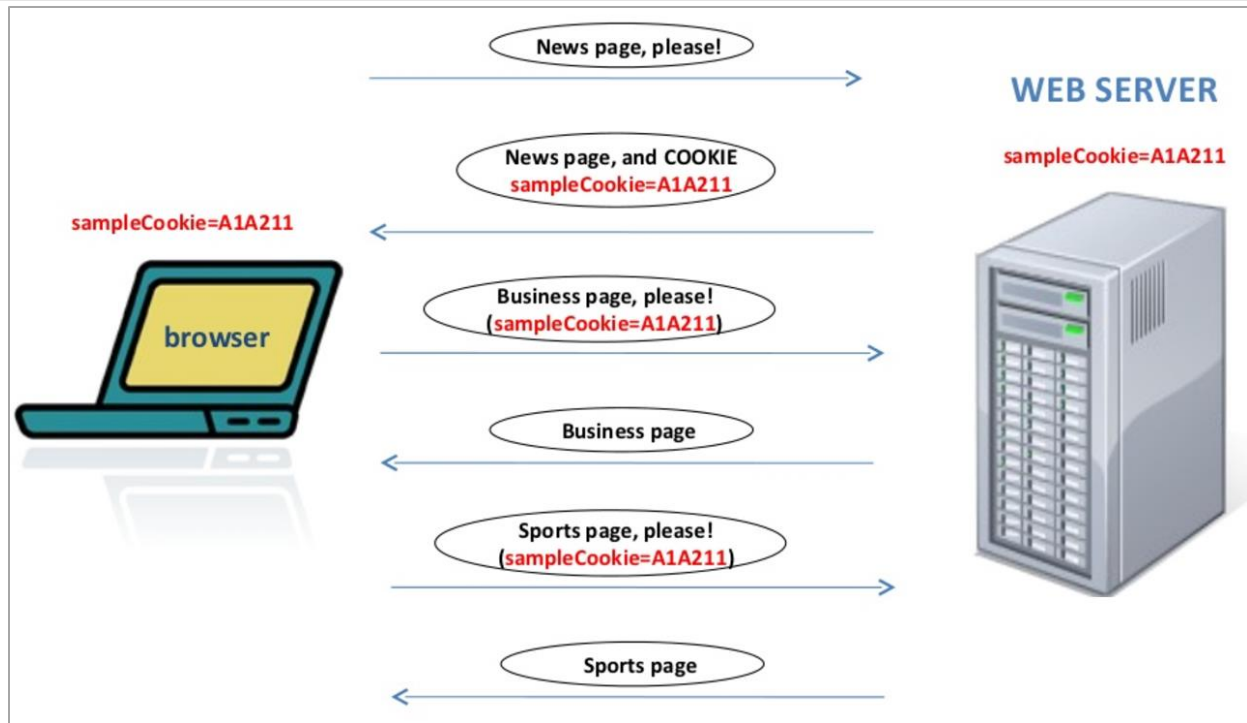 News page, please!
WEB SERVER
News page, and COOKIE
sampleCookie=A1A211
sampleCookie=A1A211
sampleCookie=A1A211
Business page, please!
(sampleCookie=A1A211)
browser
Business page
Sports page, please!
(sampleCookie=A1A211)
Sports page